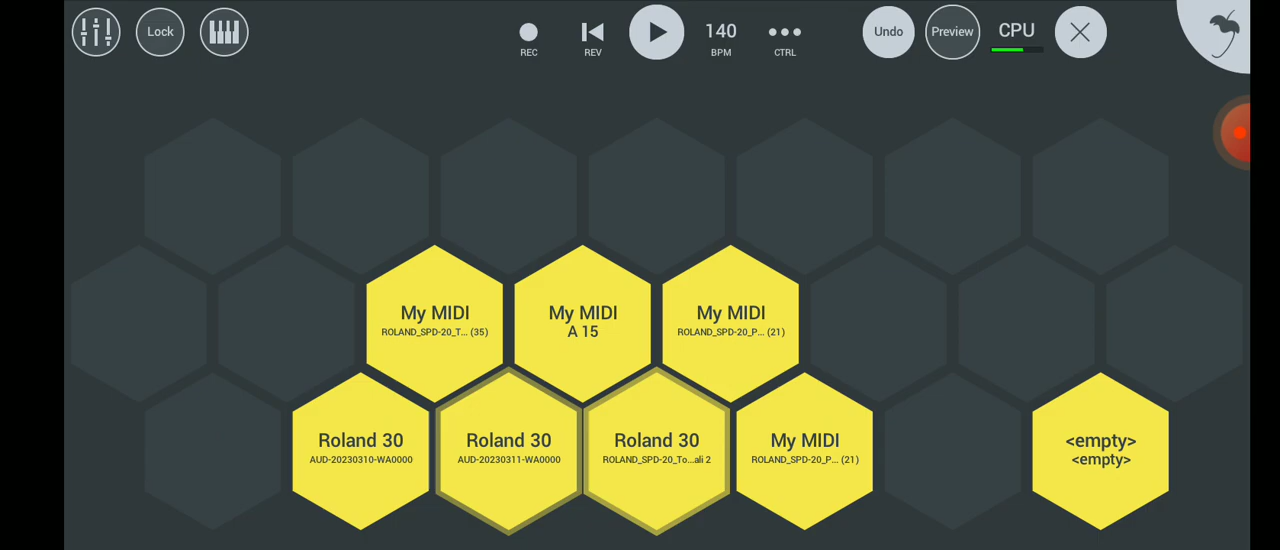 Lock
REC
REV
140
BPM
CTRL
Undo
Preview
CPU
My MIDI
ROLAND_SPD-20_T... (35)
My MIDI
A 15
My MIDI
ROLAND_SPD-20_P... (21)
Roland 30
AUD-20230310-WA0000
Roland 30
AUD-20230311-WA0000
Roland 30
ROLAND_SPD-20_To...ali 2
My MIDI
ROLAND_SPD-20_P... (21)
<empty>
<empty>